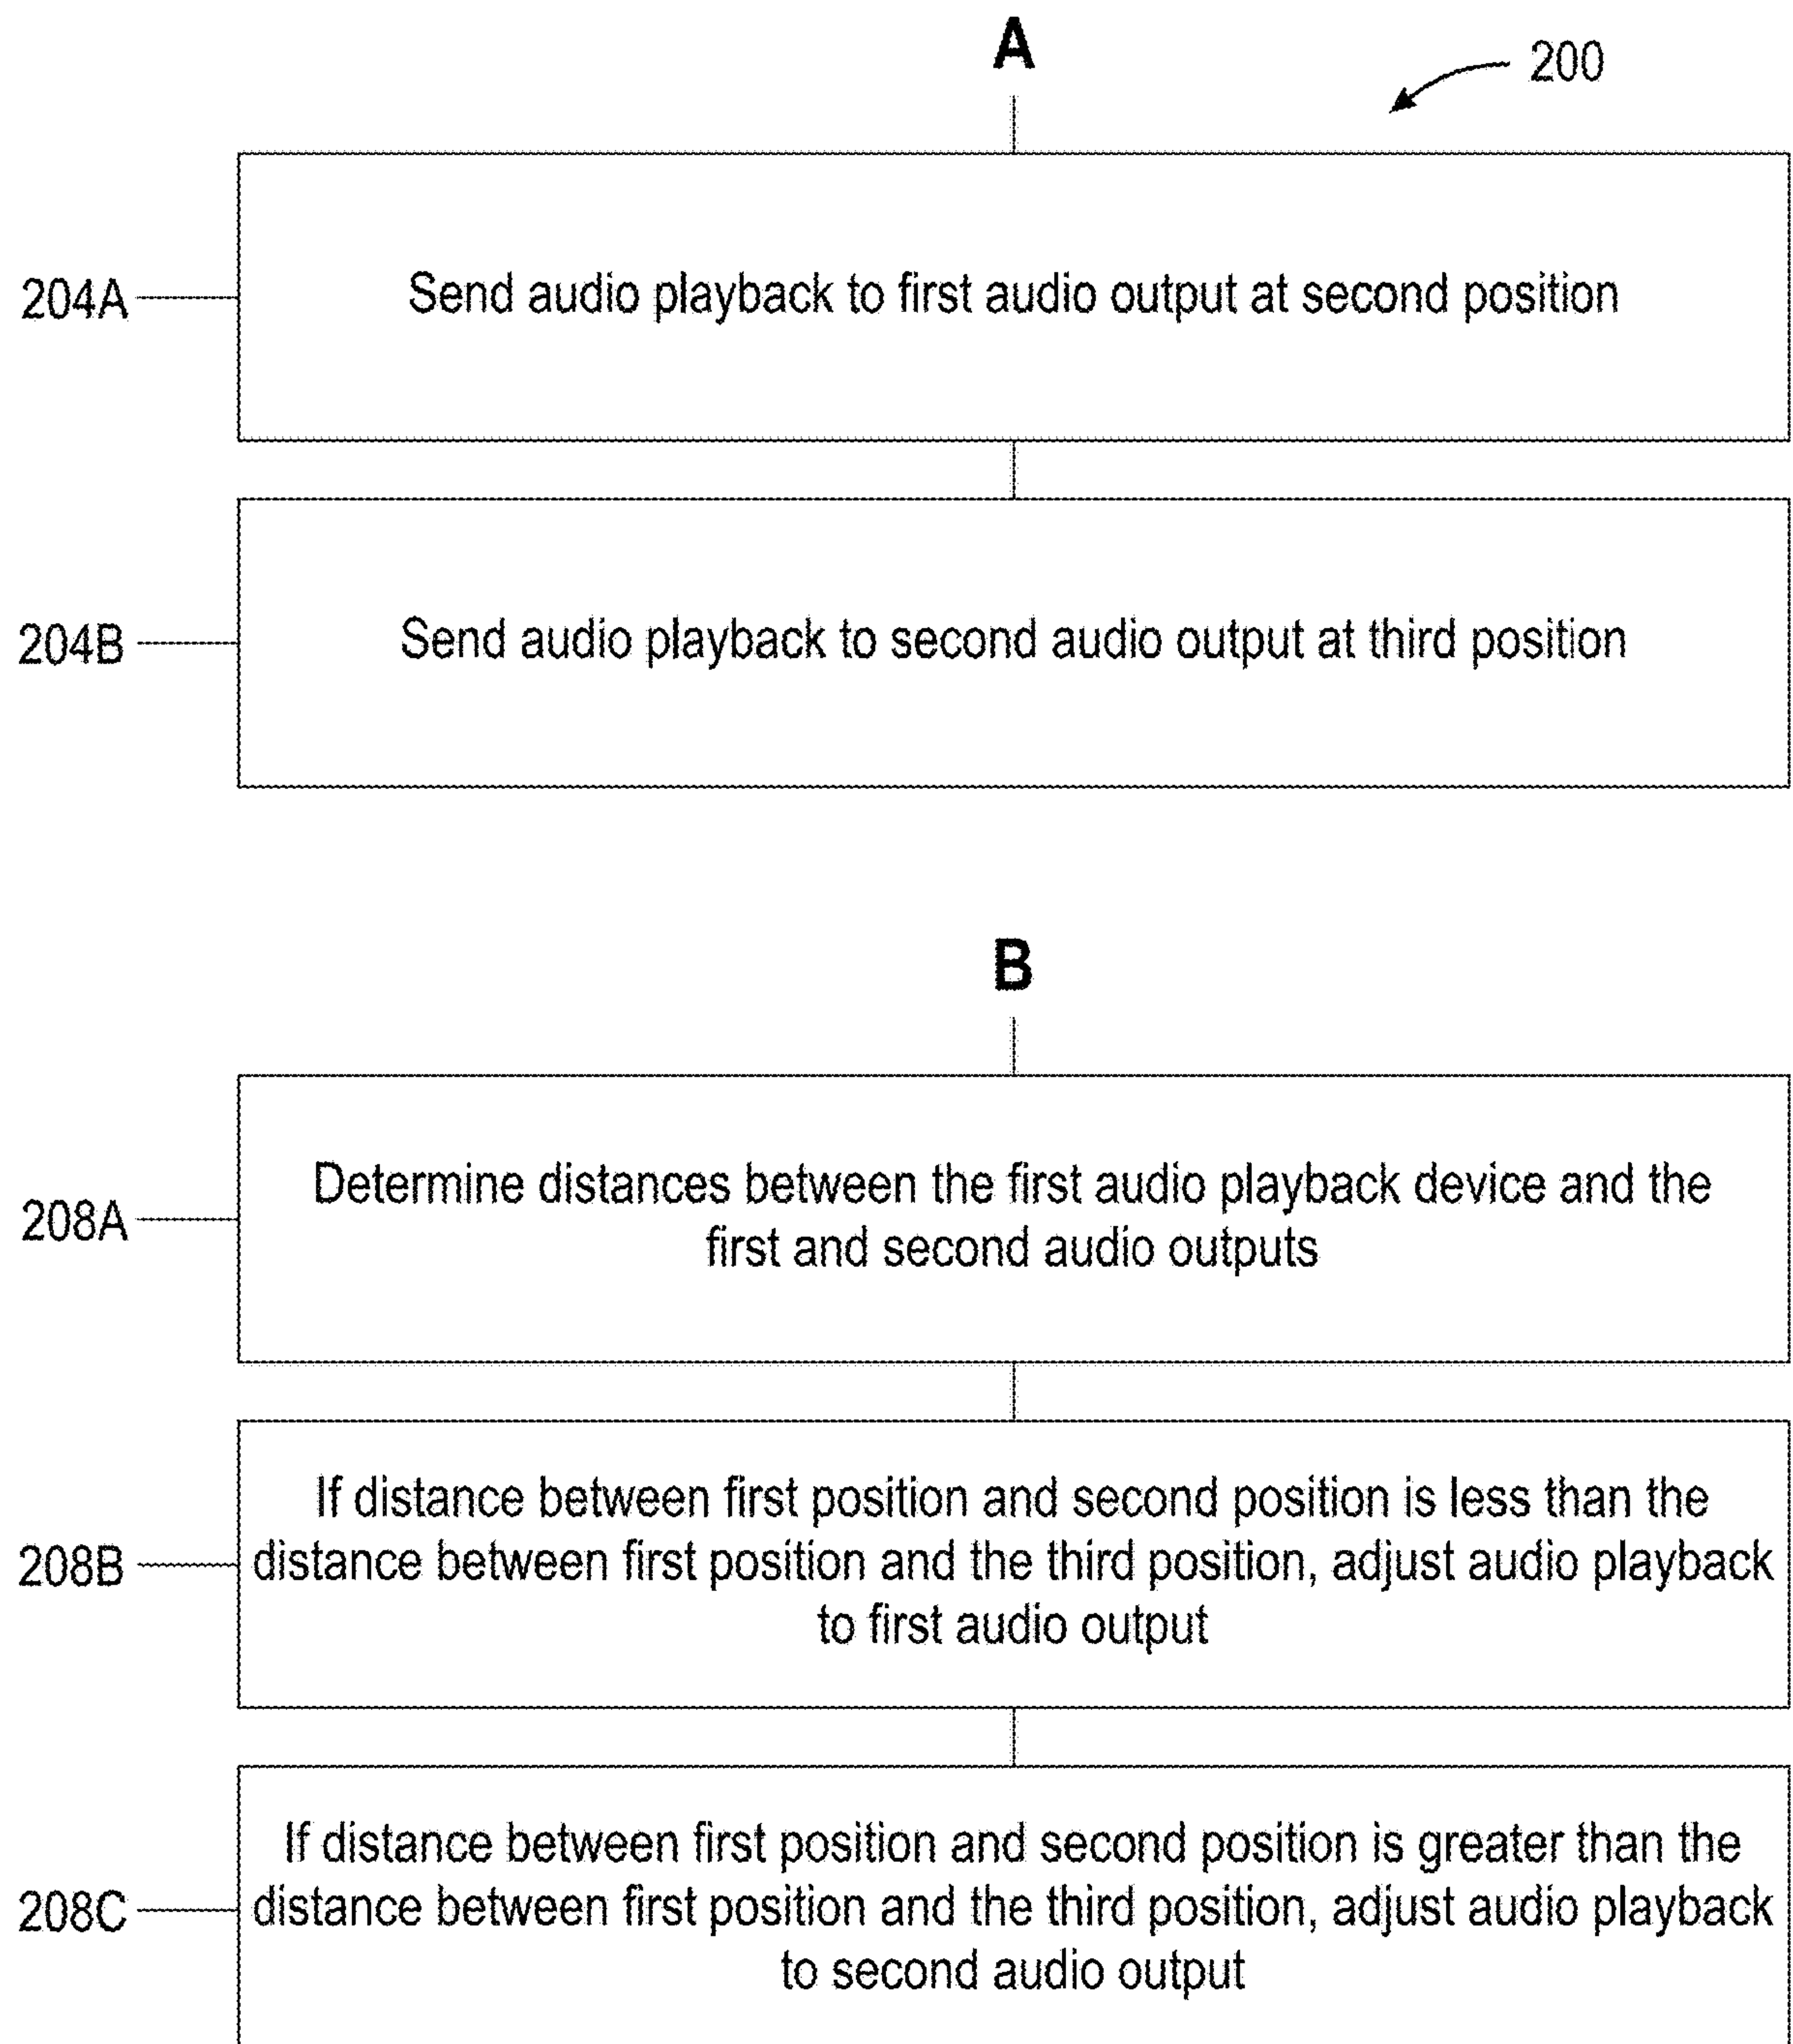 A
200
204A
Send audio playback to first audio output at second position
204B
Send audio playback to second audio output at third position
B
208A
Determine distances between the first audio playback device and the
first and second audio outputs
208B
If distance between first position and second position is less than the
distance between first position and the third position, adjust audio playback
to first audio output
208C
If distance between first position and second position is greater than the
distance between first position and the third position, adjust audio playback
to second audio output